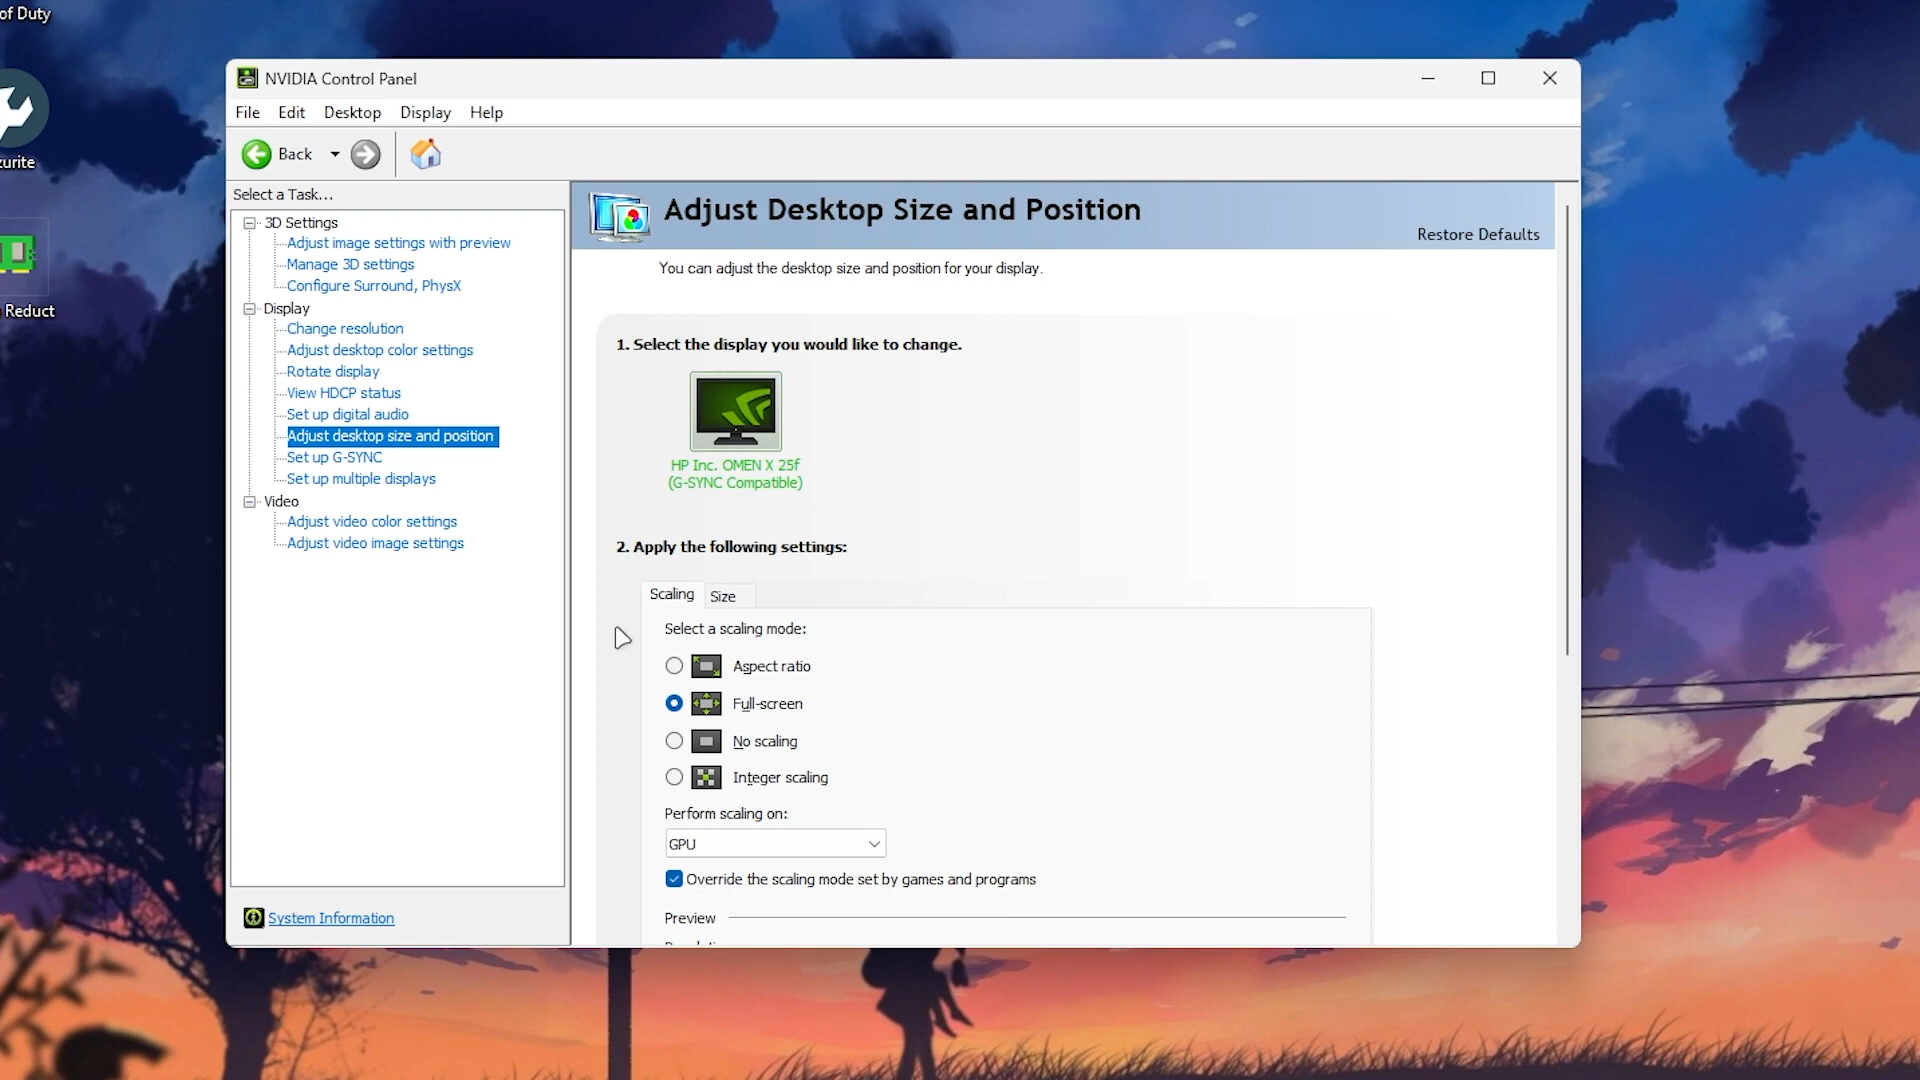 of Duty
NVIDIA Control Panel
File Edit Desktop Display Help
Back
zurite
Select a Task...
Adjust Desktop Size and Position
3D Settings
Restore Defaults
Adjust image settings with preview
Manage 3D settings
You can adjust the desktop size and position for your display.
Configure Surround, PhysX
Reduct
Display
Change resolution
1. Select the display you would like to change.
Adjust desktop color settings
Rotate display
View HDCP status
Set up digital audio
Adjust desktop size and position
Set up G-SYNC
HP Inc. OMEN X 25f
(G-SYNC Compatible)
Set up multiple displays
Video
Adjust video color settings
Adjust video image settings
2. Apply the following settings:
Scaling Size
Select a scaling mode:
Aspect ratio
Full-screen
No scaling
Integer scaling
Perform scaling on:
GPU
Override the scaling mode set by games and programs
Preview
System Information